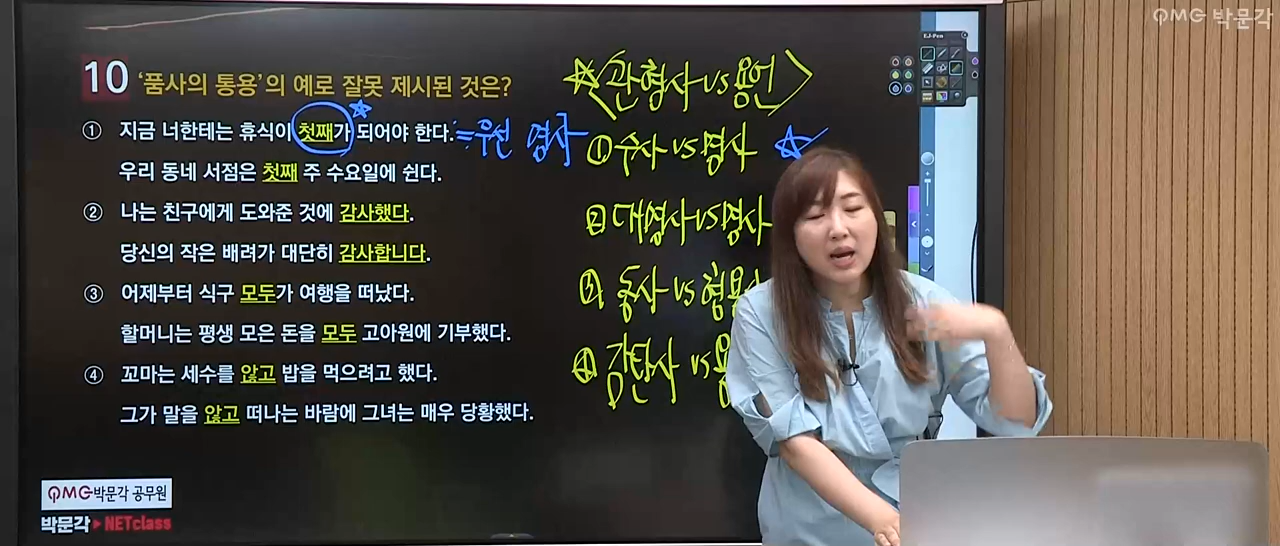 QMG 박문각
EJ-Pen
10 '품사의 통용'의 예로 잘못 제시된 것은?
① 지금 너한테는 휴식이 첫째가 되어야 한다. =우선 명사
우리 동네 서점은 첫째 주 수요일에 쉰다.
② 나는 친구에게 도와준 것에 감사했다.
당신의 작은 배려가 대단히 감사합니다.
③ 어제부터 식구 모두가 여행을 떠났다.
할머니는 평생 모은 돈을 모두 고아원에 기부했다.
④ 꼬마는 세수를 않고 밥을 먹으려고 했다.
그가 말을 않고 떠나는 바람에 그녀는 매우 당황했다.
☆<관형사 vs 용언>
① 수사 vs 명사 ☆
② 대명사 vs 명사
③ 동사 vs 형용
④ 감탄사 vs
QMG 박문각 공무원
박문각 ▶ NETclass